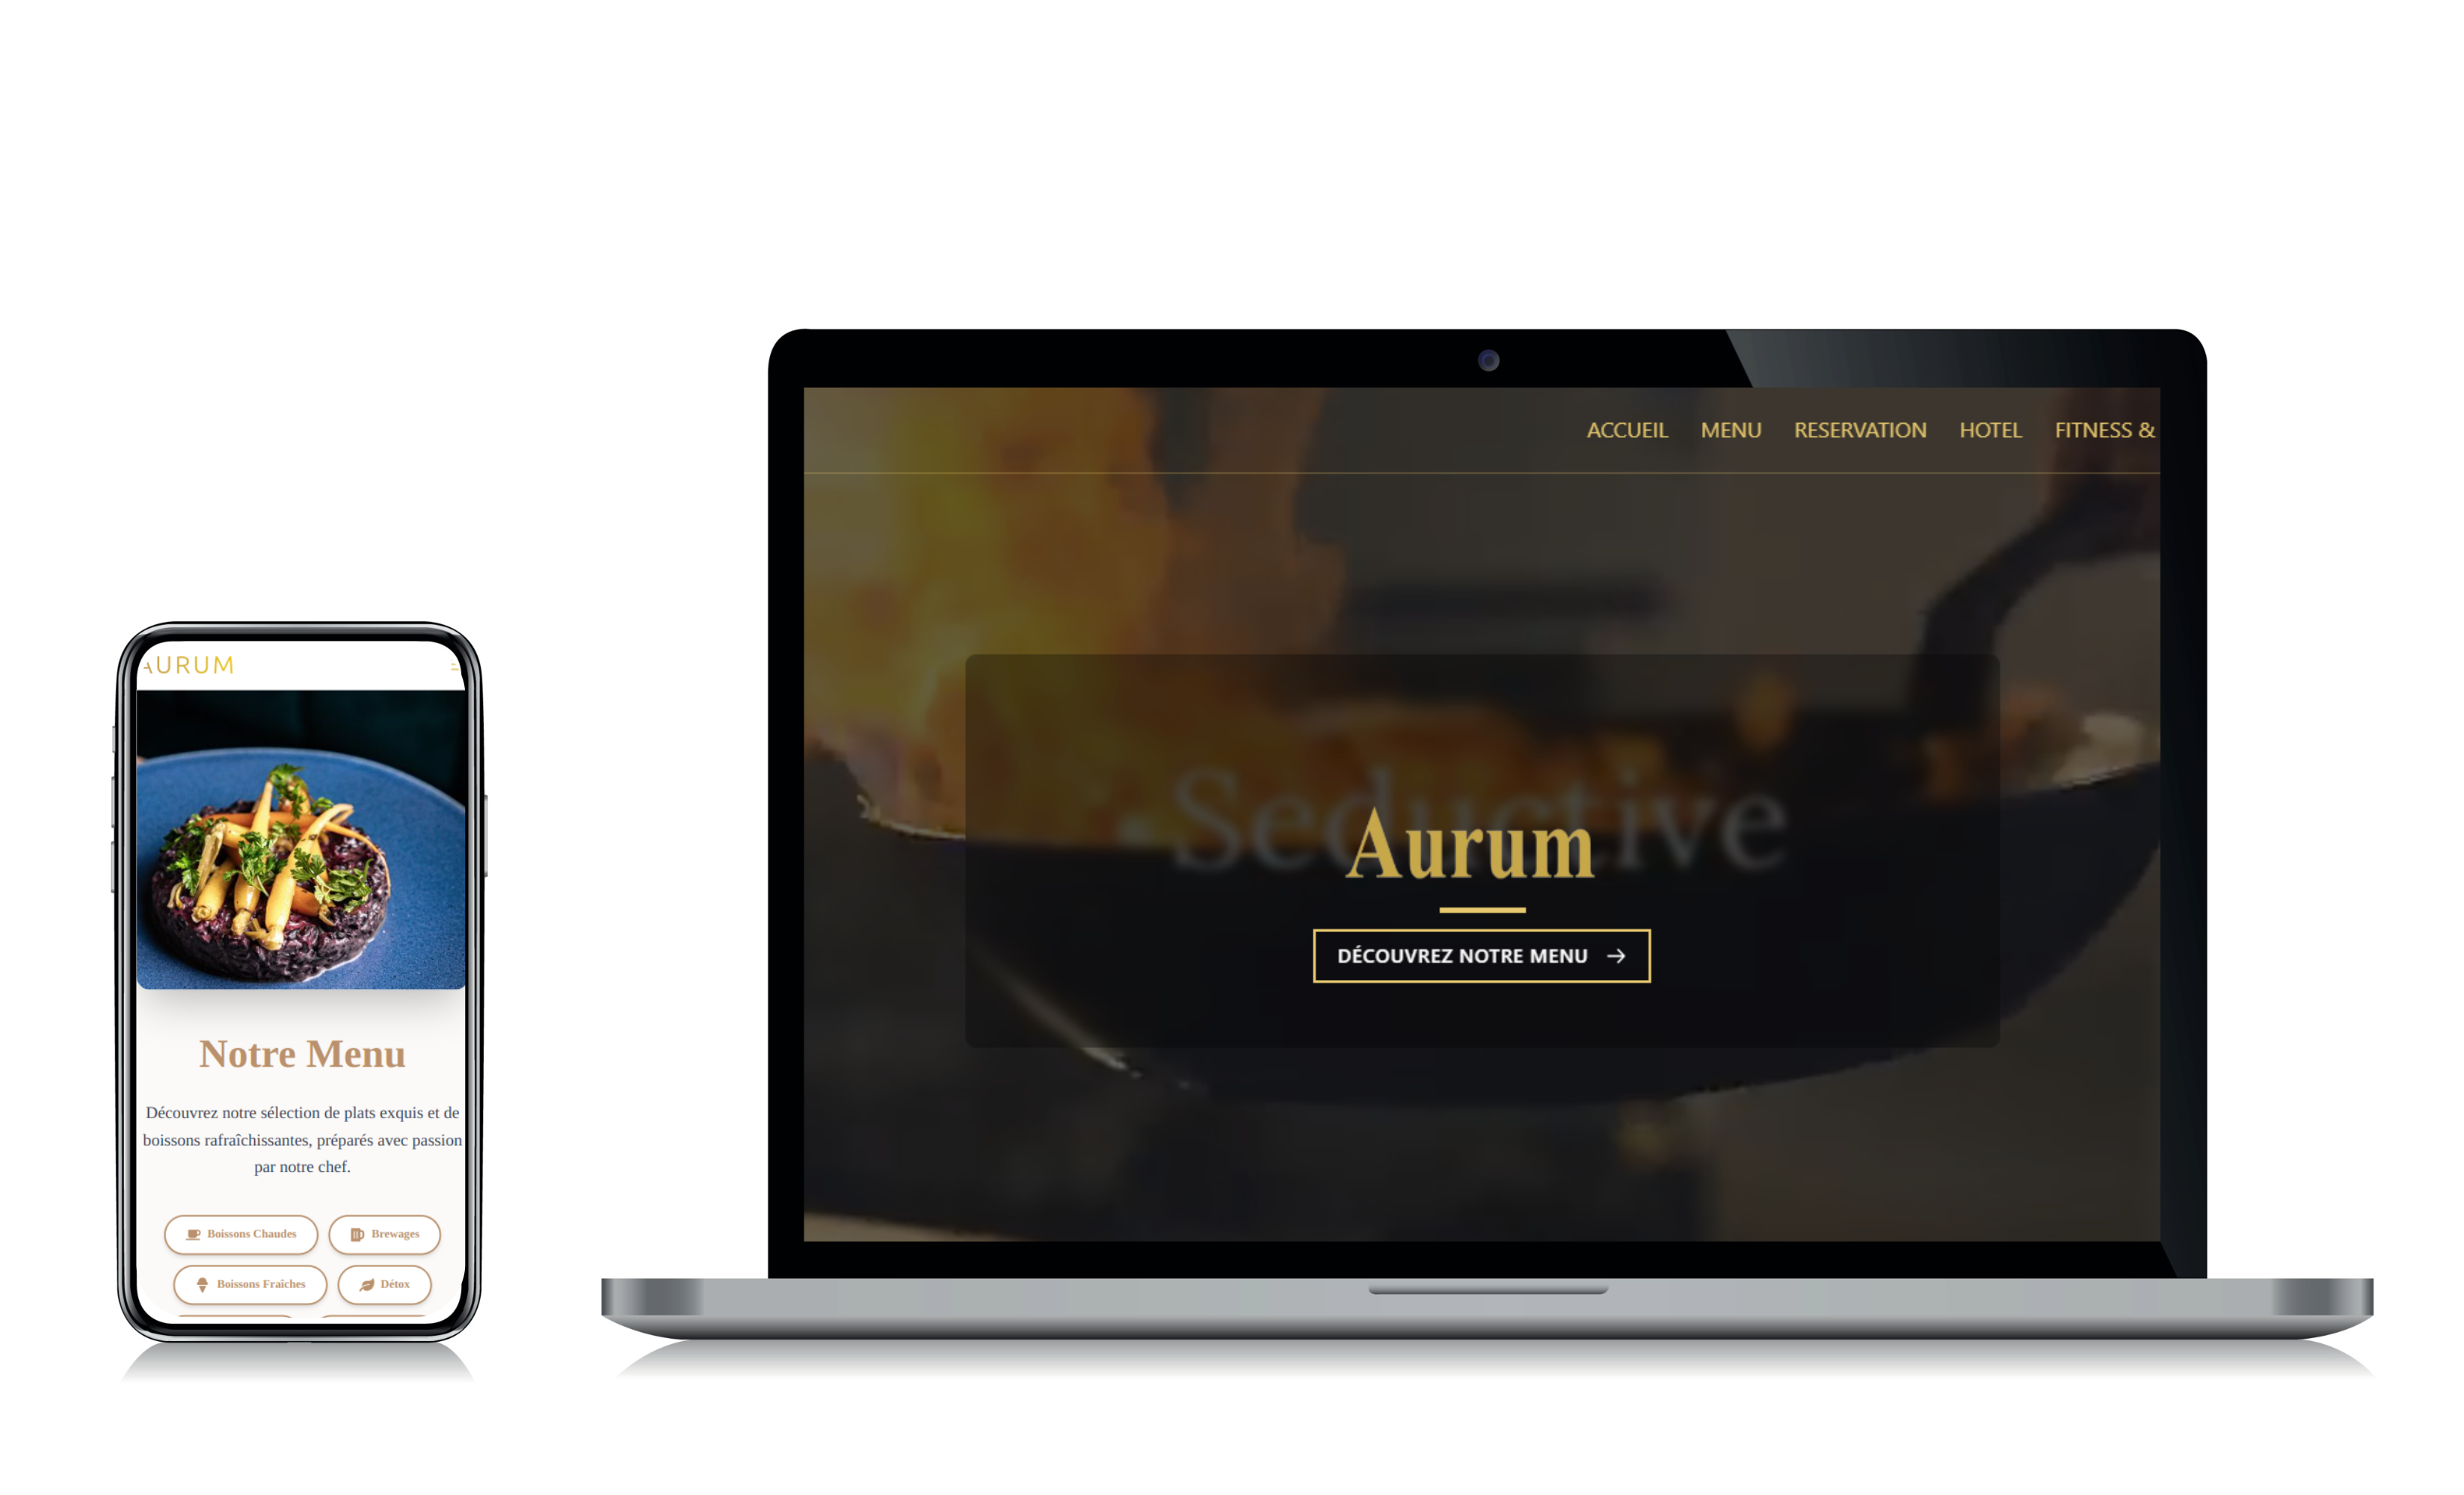 AURUM
Notre Menu
Découvrez notre sélection de plats exquis et de
boissons rafraîchissantes, préparés avec passion
par notre chef.
Boissons Chaudes
Brewages
Boissons Fraîches
Détox
ACCUEIL MENU RESERVATION HOTEL FITNESS &
Seductive
Aurum
DÉCOUVREZ NOTRE MENU →